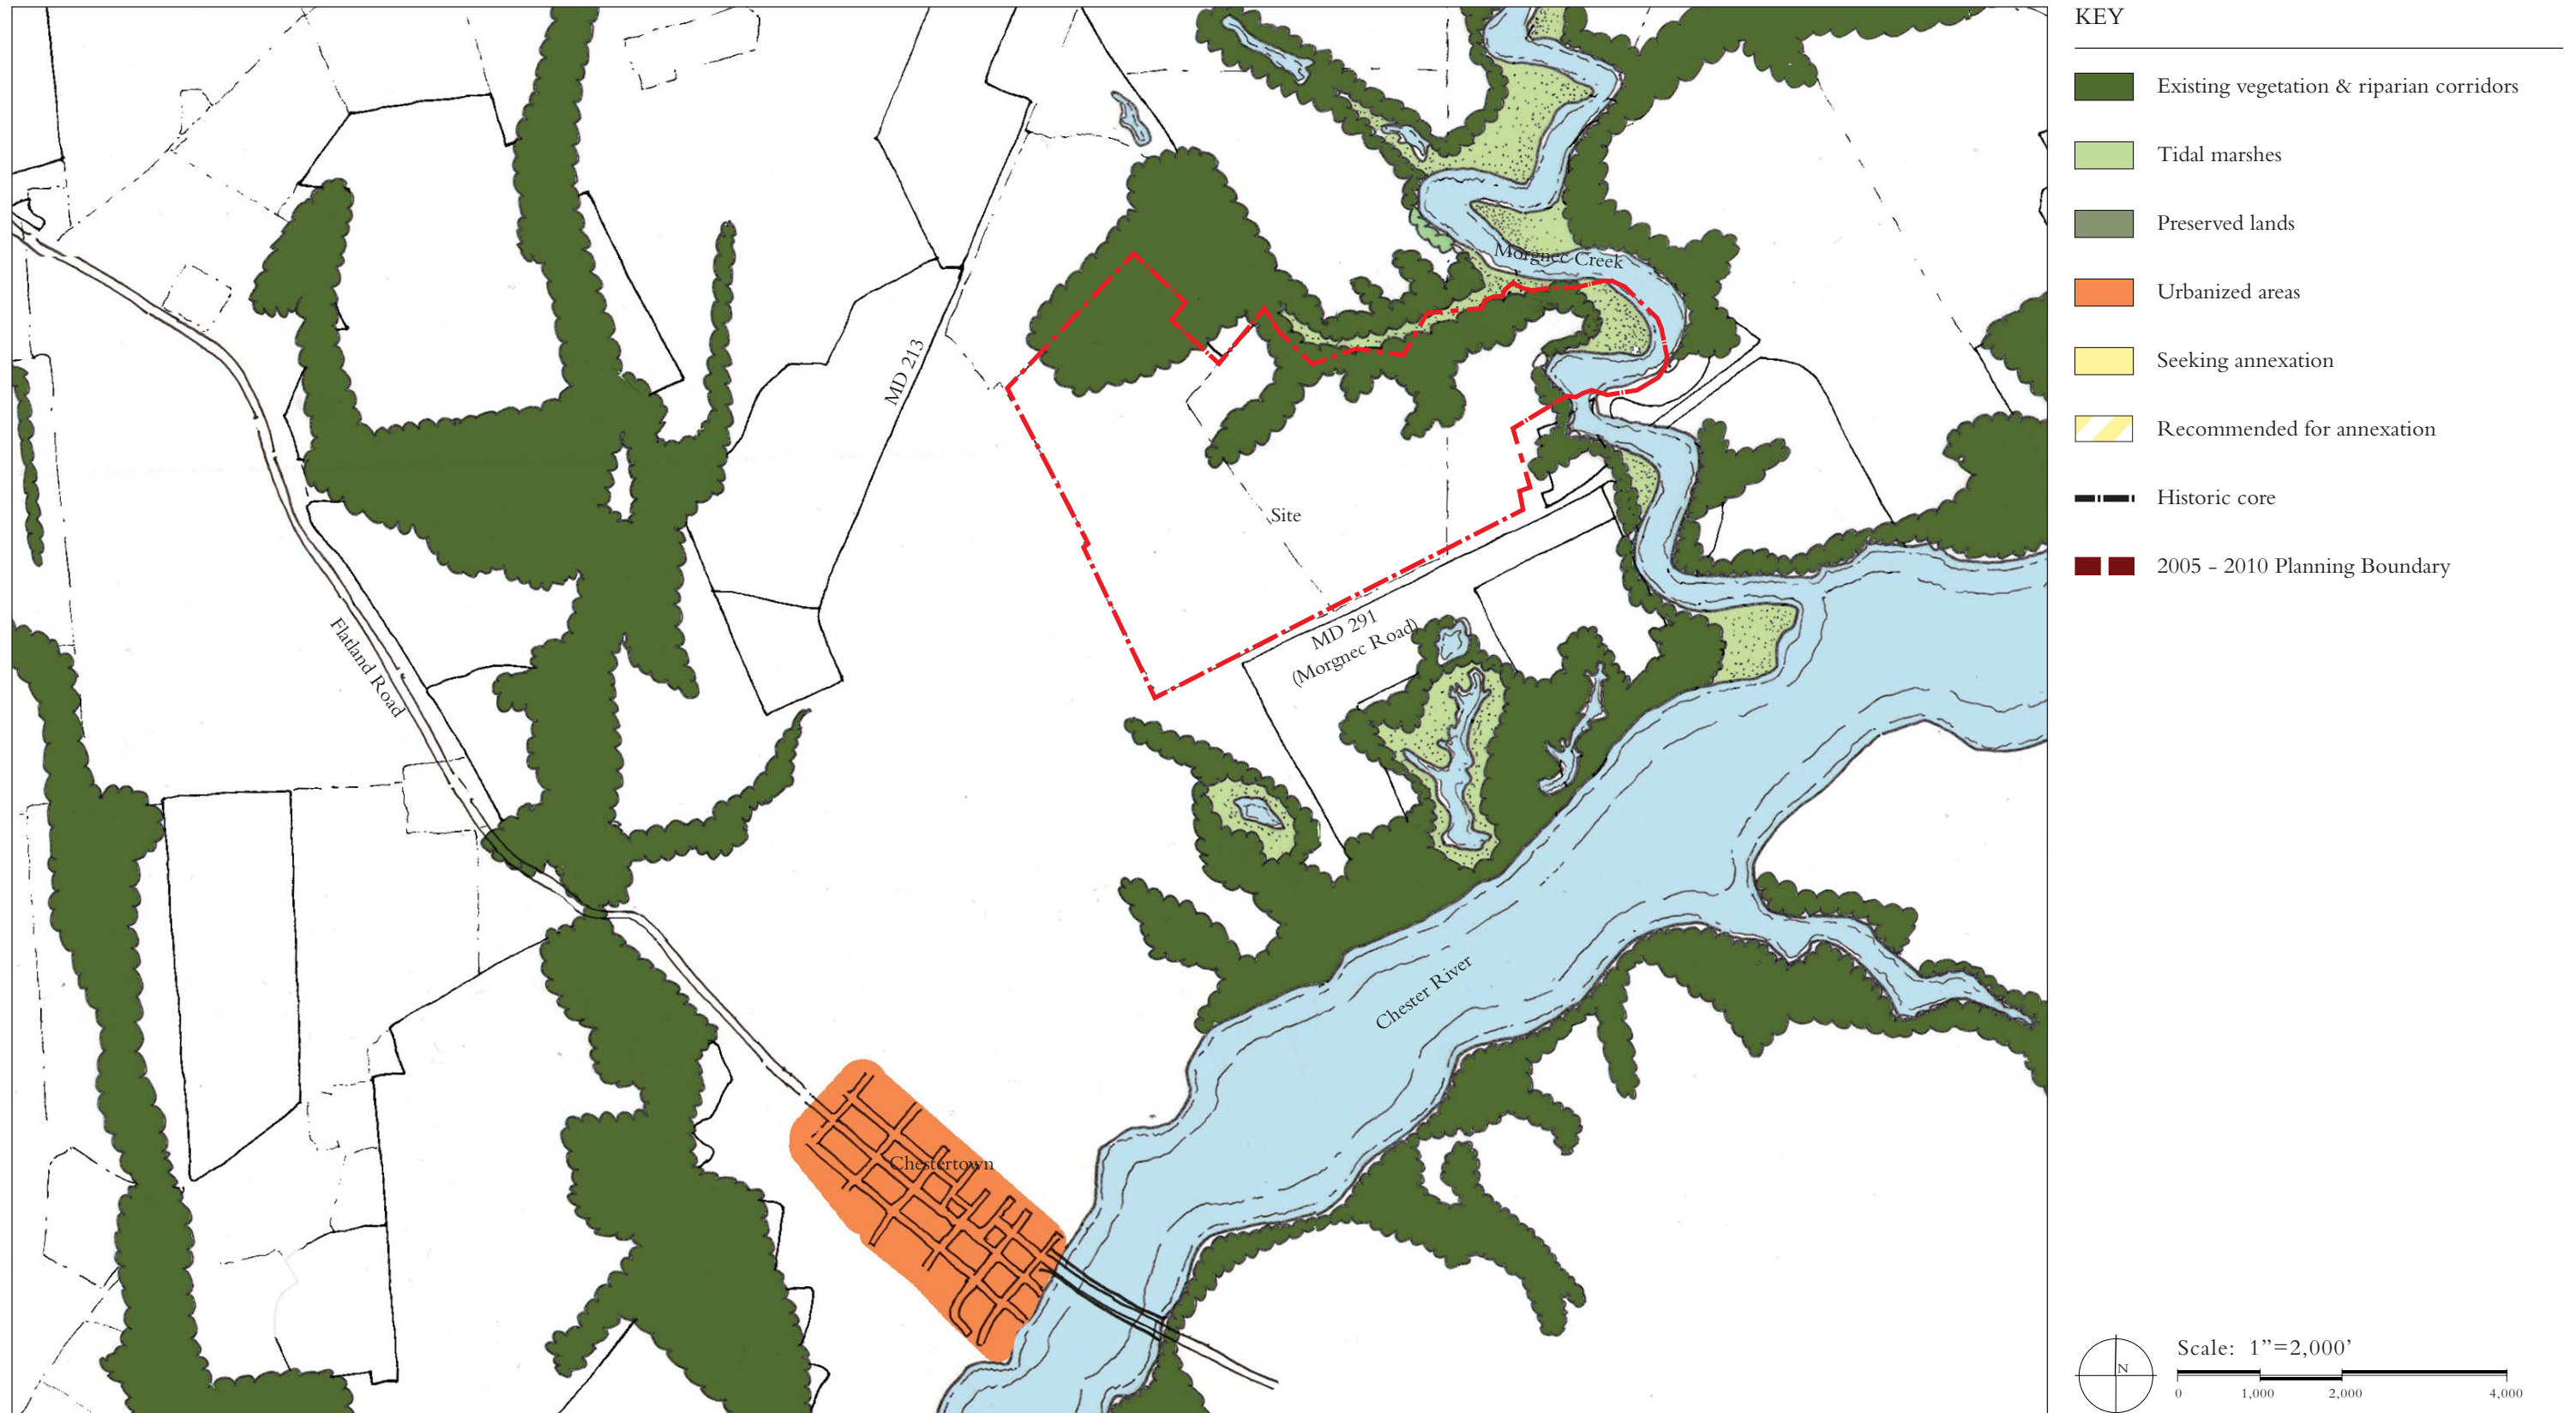 KEY
Existing vegetation & riparian corridors
Tidal marshes
Preserved lands
Urbanized areas
Seeking annexation
Recommended for annexation
Historic core
2005 - 2010 Planning Boundary
Morgnec Creek
MD 213
Site
MD 291
(Morgnec Road)
Flatland Road
Chester River
Chestertown
N
Scale: 1”=2,000’
0 1,000 2,000 4,000